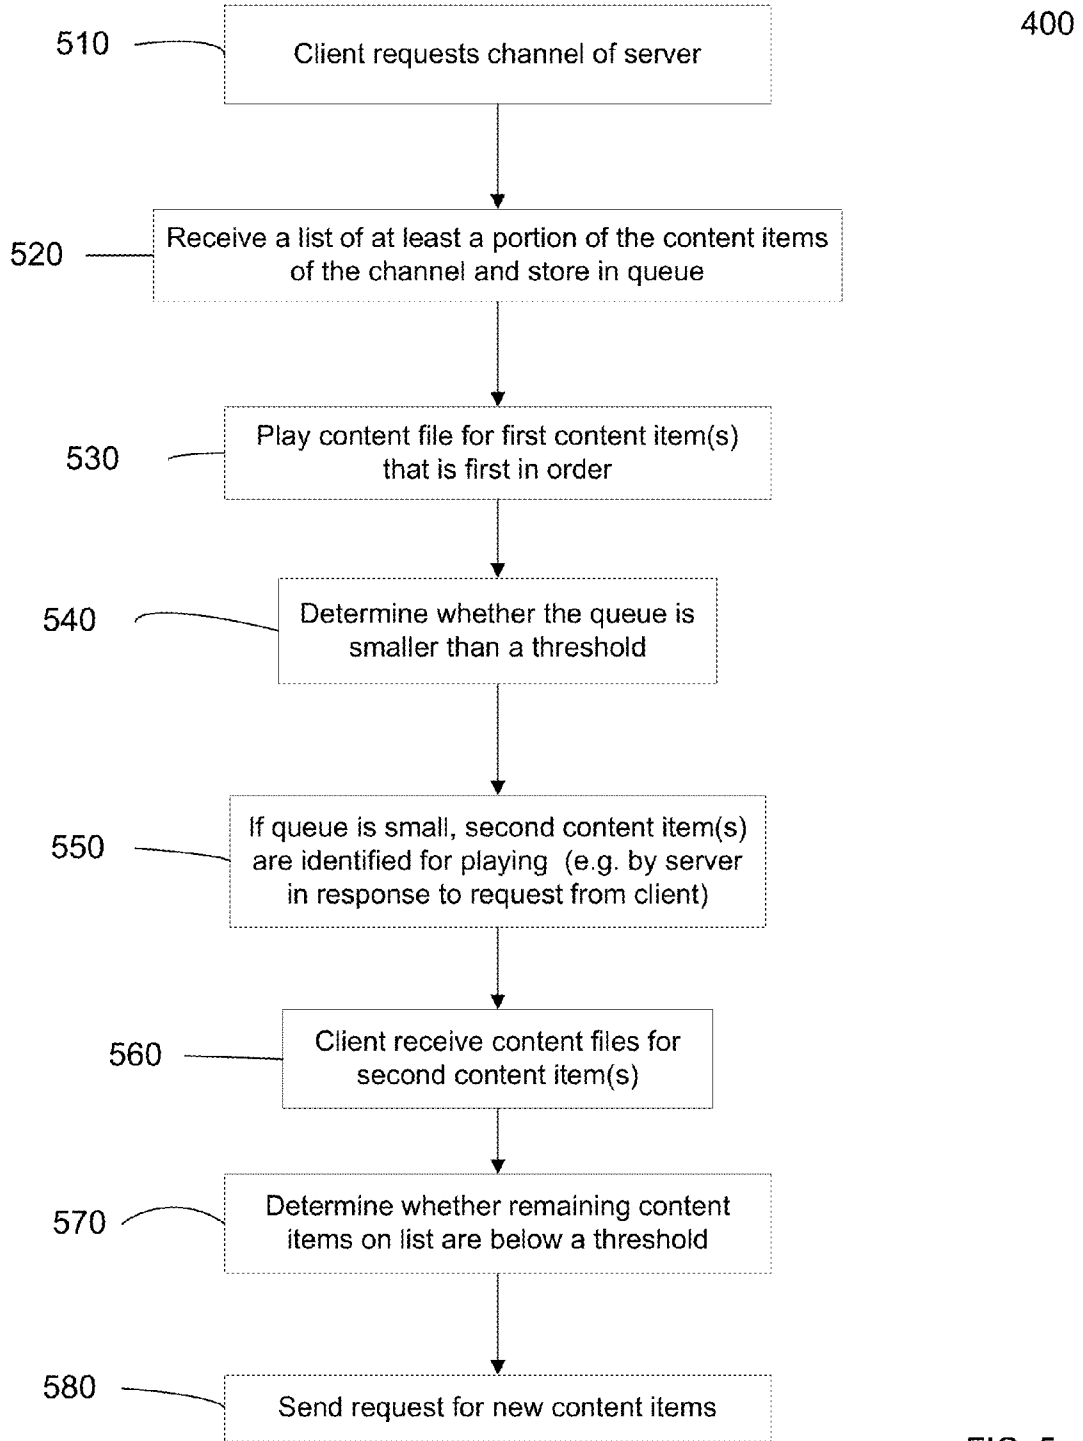 400
510
Client requests channel of server
520
Receive a list of at least a portion of the content items
of the channel and store in queue
530
Play content file for first content item(s)
that is first in order
540
Determine whether the queue is
smaller than a threshold
550
If queue is small, second content item(s)
are identified for playing (e.g. by server
in response to request from client)
560
Client receive content files for
second content item(s)
570
Determine whether remaining content
items on list are below a threshold
580
Send request for new content items
FIG. 5